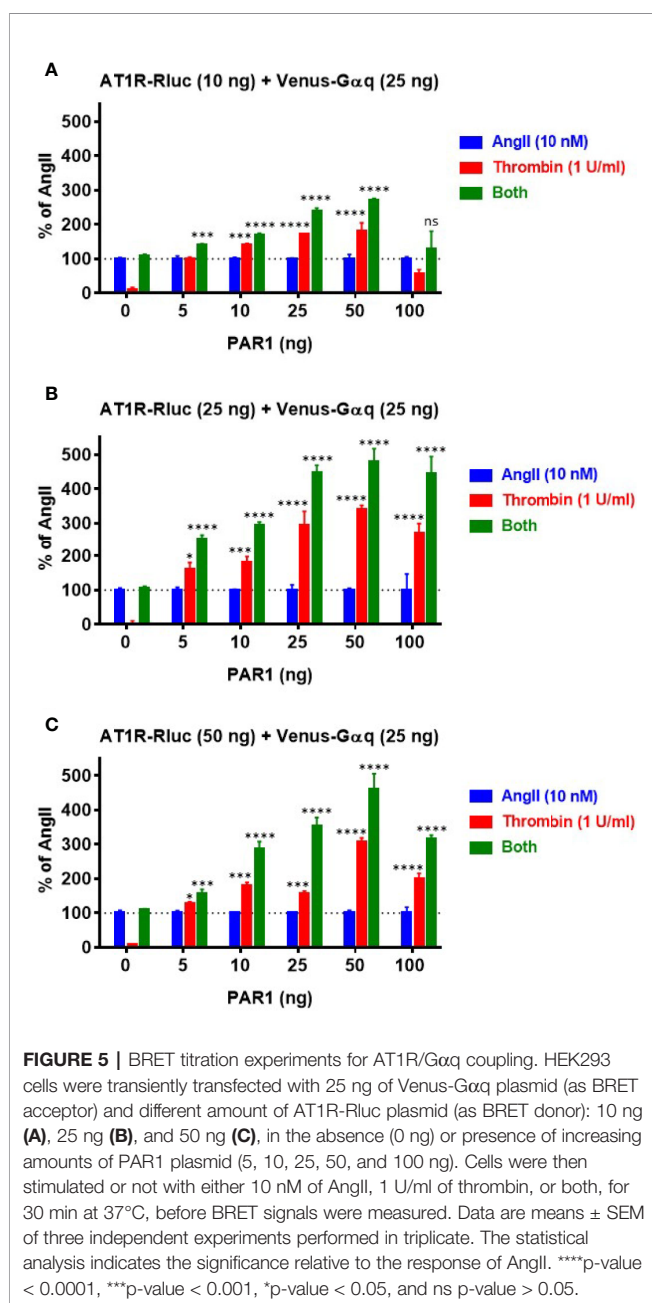 A
AT1R-Rluc (10 ng) + Venus-Gαq (25 ng)
% of AngII
500
400
300
200
100
0
*** *** **** **** **** **** **** ns
0 5 10 25 50 100
PAR1 (ng)
AngII (10 nM)
Thrombin (1 U/ml)
Both
B
AT1R-Rluc (25 ng) + Venus-Gαq (25 ng)
% of AngII
500
400
300
200
100
0
* **** *** **** **** **** **** **** **** ****
0 5 10 25 50 100
PAR1 (ng)
AngII (10 nM)
Thrombin (1 U/ml)
Both
C
AT1R-Rluc (50 ng) + Venus-Gαq (25 ng)
% of AngII
500
400
300
200
100
0
* *** *** **** *** **** **** **** **** ****
0 5 10 25 50 100
PAR1 (ng)
AngII (10 nM)
Thrombin (1 U/ml)
Both
FIGURE 5 | BRET titration experiments for AT1R/Gαq coupling. HEK293
cells were transiently transfected with 25 ng of Venus-Gαq plasmid (as BRET
acceptor) and different amount of AT1R-Rluc plasmid (as BRET donor): 10 ng
(A), 25 ng (B), and 50 ng (C), in the absence (0 ng) or presence of increasing
amounts of PAR1 plasmid (5, 10, 25, 50, and 100 ng). Cells were then
stimulated or not with either 10 nM of AngII, 1 U/ml of thrombin, or both, for
30 min at 37°C, before BRET signals were measured. Data are means ± SEM
of three independent experiments performed in triplicate. The statistical
analysis indicates the significance relative to the response of AngII. ****p-value
< 0.0001, ***p-value < 0.001, *p-value < 0.05, and ns p-value > 0.05.